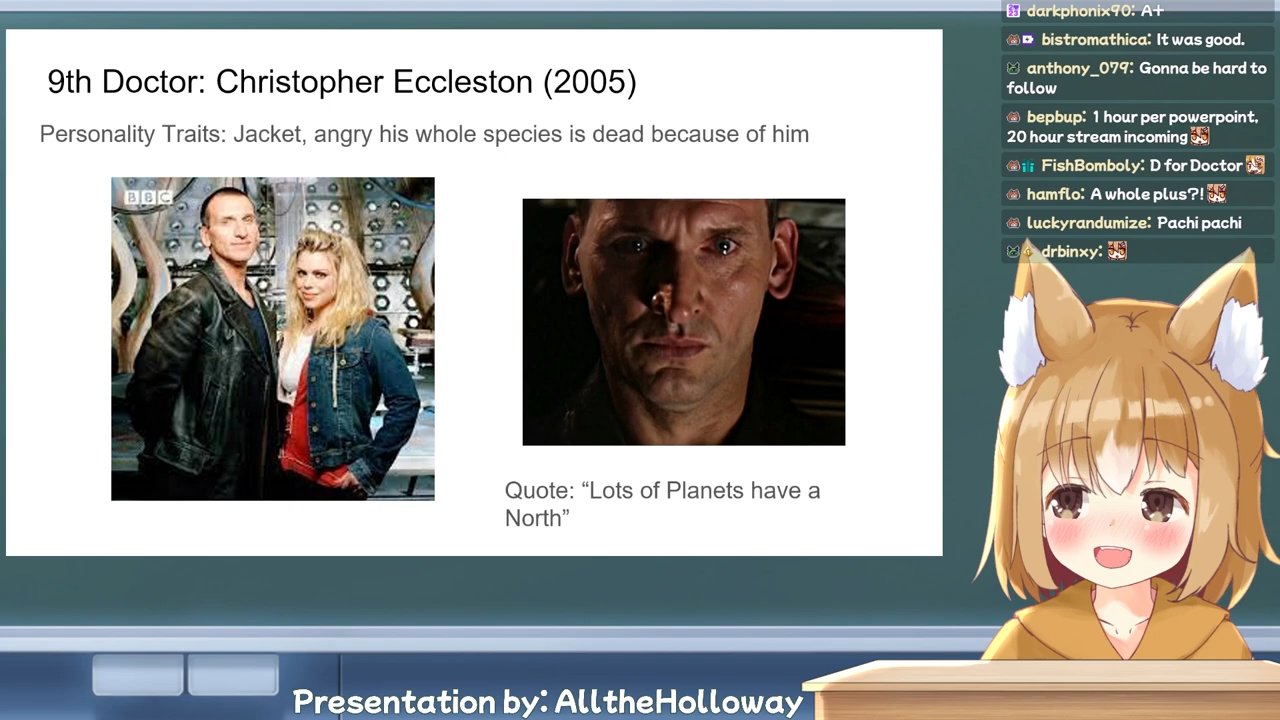 9th Doctor: Christopher Eccleston (2005)
Personality Traits: Jacket, angry his whole species is dead because of him
BBC
Quote: “Lots of Planets have a
North”
Presentation by: AlltheHolloway
darkphonix90: A+
bistromathica: It was good.
anthony_079: Gonna be hard to
follow
bepbup: 1 hour per powerpoint,
20 hour stream incoming
FishBomboly: D for Doctor
hamflo: A whole plus?!
luckyrandumize: Pachi pachi
drbinxy: